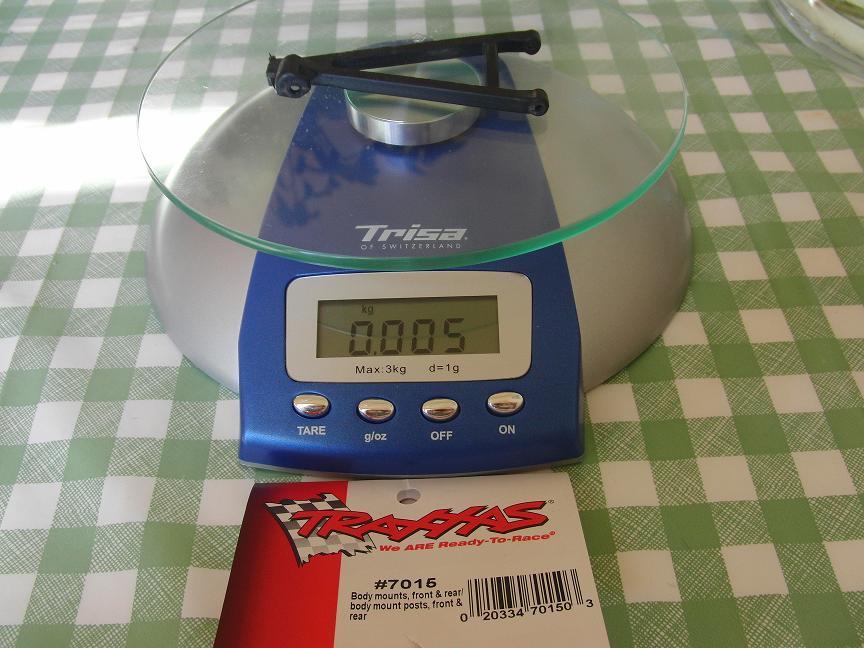 Trisa®
OF SWITZERLAND
kg
0.005
Max:3kg d=1g
TARE g/oz OFF ON
TRAXXAS®
We ARE Ready-To-Race®
#7015
Body mounts, front & rear/
body mount posts, front &
rear
0 20334 70150 3